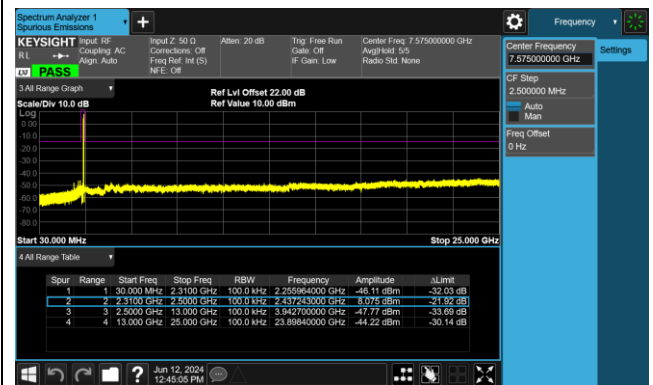 Spectrum Analyzer 1
Spurious Emissions
Frequency
KEYSIGHT
Input: RF
Coupling: AC
Align: Auto
Input Z: 50 Ω
Corrections: Off
Freq Ref: Int (S)
NFE: Off
Atten: 20 dB
Trig: Free Run
Gate: Off
IF Gain: Low
Center Freq: 7.575000000 GHz
Avg|Hold: 5/5
Radio Std: None
RL
LXI PASS
3 All Range Graph
Ref Lvl Offset 22.00 dB
Scale/Div 10.0 dB
Ref Value 10.00 dBm
Log
0.00
-10.0
-20.0
-30.0
-40.0
-50.0
-60.0
-70.0
-80.0
Start 30.000 MHz
Stop 25.000 GHz
4 All Range Table
Spur Range Start Freq Stop Freq RBW Frequency Amplitude ΔLimit
1 1 30.000 MHz 2.3100 GHz 100.0 kHz 2.255964000 GHz -46.11 dBm -32.03 dB
2 2 2.3100 GHz 2.5000 GHz 100.0 kHz 2.437243000 GHz 8.075 dBm -21.92 dB
3 3 2.5000 GHz 13.000 GHz 100.0 kHz 3.942700000 GHz -47.77 dBm -33.69 dB
4 4 13.000 GHz 25.000 GHz 100.0 kHz 23.89840000 GHz -44.22 dBm -30.14 dB
Center Frequency
7.575000000 GHz
Settings
CF Step
2.500000 MHz
Auto
Man
Freq Offset
0 Hz
?
Jun 12, 2024
12:45:05 PM